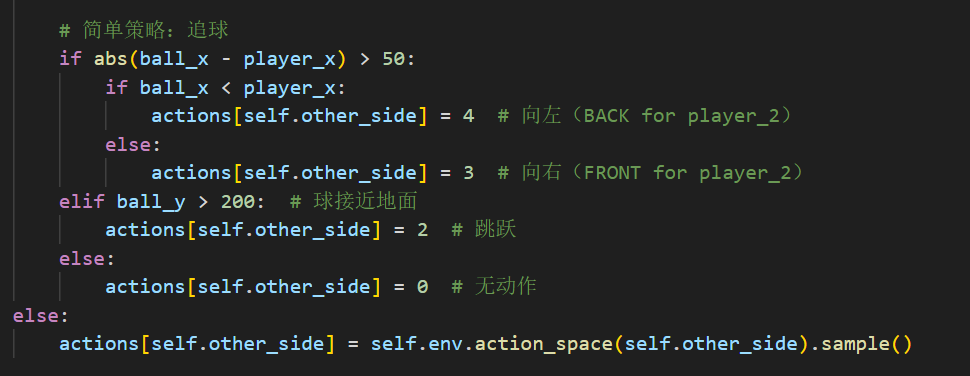 # 简单策略：追球
if abs(ball_x - player_x) > 50:
if ball_x < player_x:
actions[self.other_side] = 4  # 向左（BACK for player_2）
else:
actions[self.other_side] = 3  # 向右（FRONT for player_2）
elif ball_y > 200:  # 球接近地面
actions[self.other_side] = 2  # 跳跃
else:
actions[self.other_side] = 0  # 无动作
else:
actions[self.other_side] = self.env.action_space(self.other_side).sample()